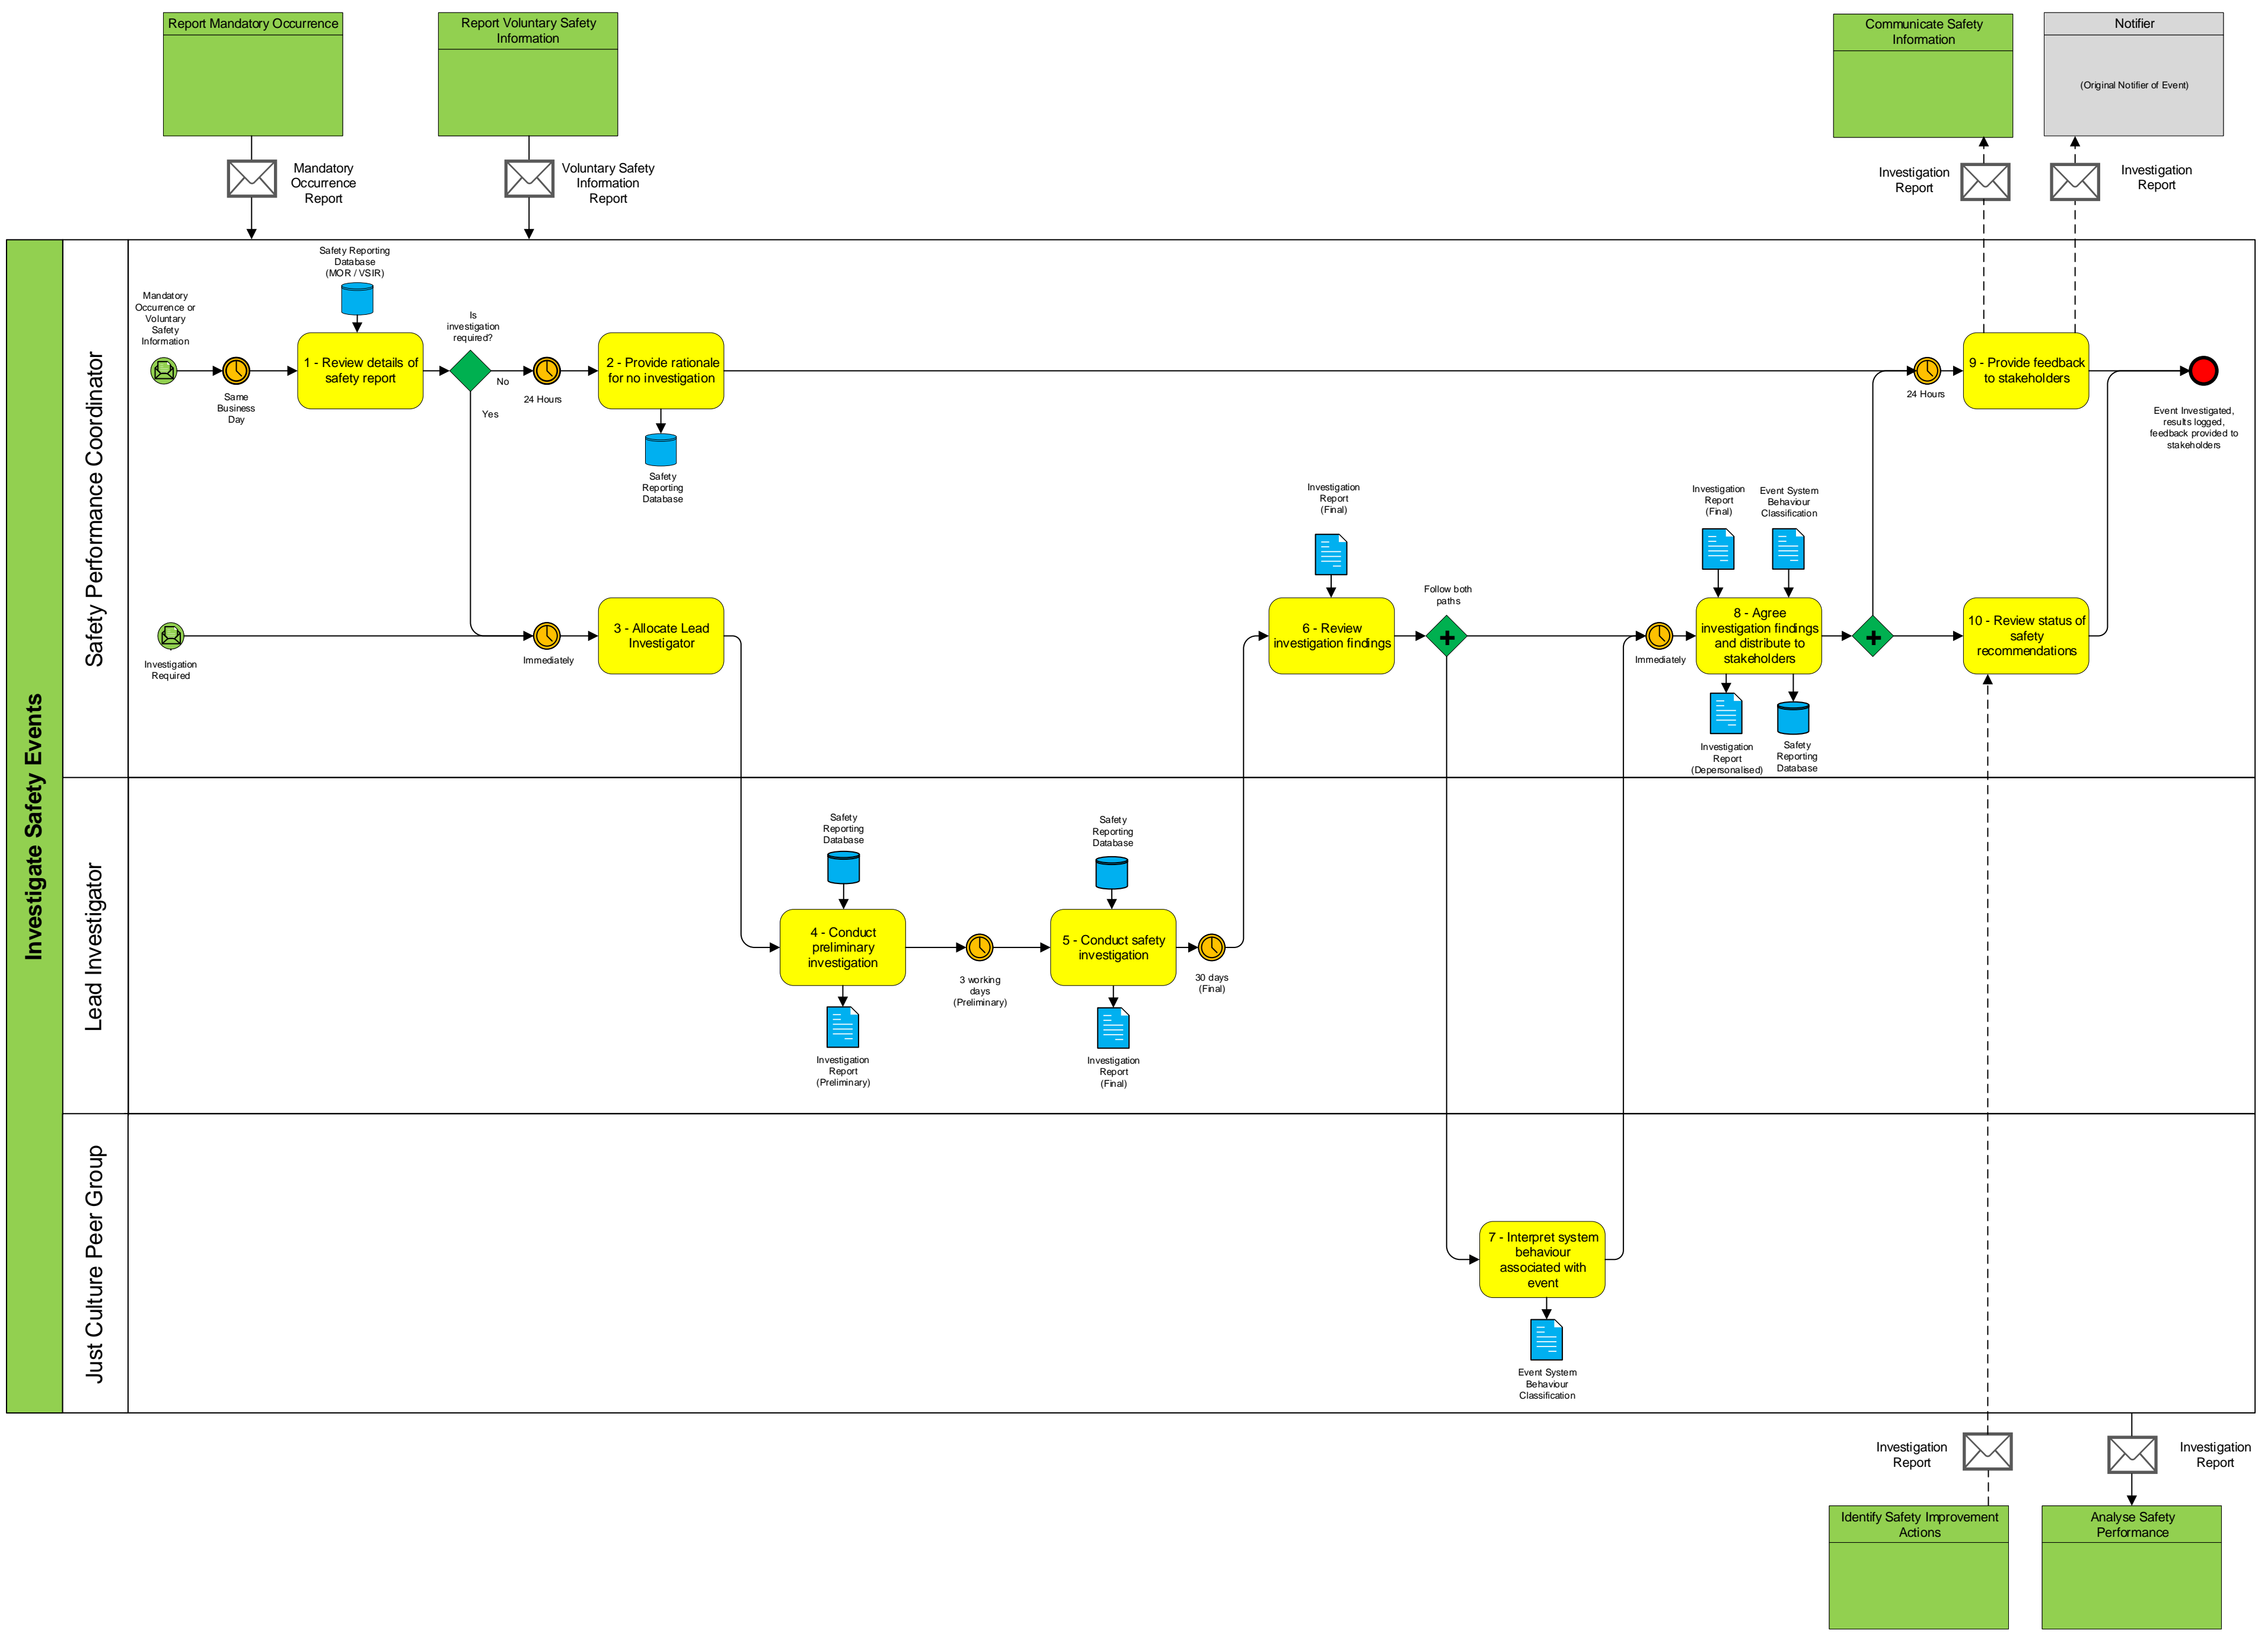 Report Mandatory Occurrence
Report Voluntary Safety
Information
Communicate Safety
Information
Notifier
(Original Notifier of Event)
Mandatory
Occurrence
Report
Voluntary Safety
Information
Report
Investigation
Report
Investigation
Report
Investigate Safety Events
Safety Performance Coordinator
Safety Reporting
Database
(MOR / VSIR)
Mandatory
Occurrence or
Voluntary
Safety
Information
Same
Business
Day
1 - Review details of
safety report
Is
investigation
required?
No
Yes
24 Hours
2 - Provide rationale
for no investigation
Safety
Reporting
Database
24 Hours
9 - Provide feedback
to stakeholders
Event Investigated,
results logged,
feedback provided to
stakeholders
Investigation
Required
Immediately
3 - Allocate Lead
Investigator
Investigation
Report
(Final)
6 - Review
investigation findings
Follow both
paths
Immediately
Investigation
Report
(Final)
Event System
Behaviour
Classification
8 - Agree
investigation findings
and distribute to
stakeholders
Investigation
Report
(Depersonalised)
Safety
Reporting
Database
10 - Review status of
safety
recommendations
Lead Investigator
Safety
Reporting
Database
4 - Conduct
preliminary
investigation
Investigation
Report
(Preliminary)
3 working
days
(Preliminary)
Safety
Reporting
Database
5 - Conduct safety
investigation
Investigation
Report
(Final)
30 days
(Final)
Just Culture Peer Group
7 - Interpret system
behaviour
associated with
event
Event System
Behaviour
Classification
Investigation
Report
Investigation
Report
Identify Safety Improvement
Actions
Analyse Safety
Performance